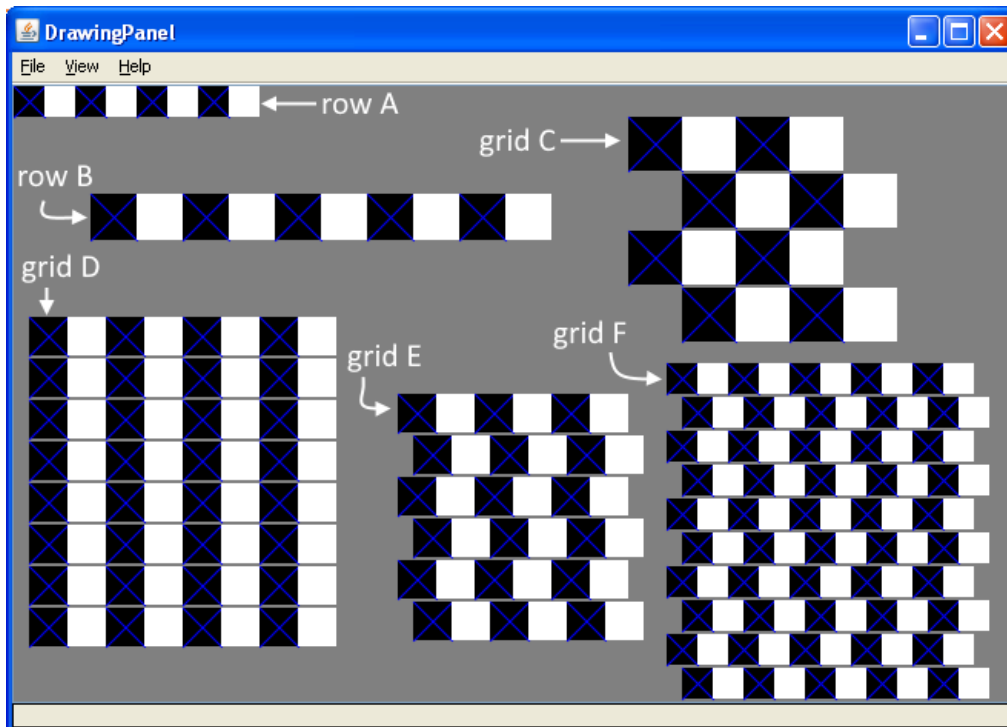 DrawingPanel
File View Help
row A
grid C
row B
grid D
grid F
grid E